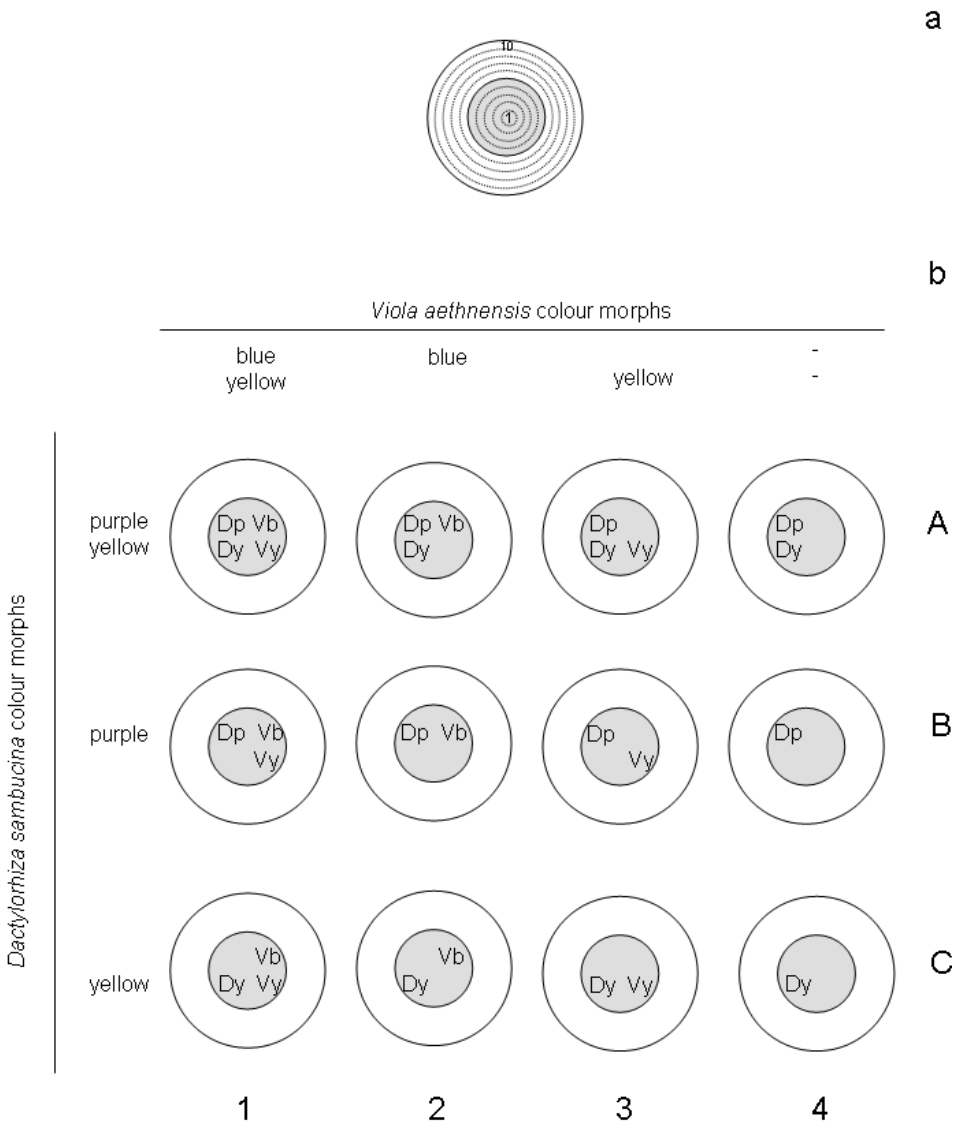 a
10
1
b
Viola aethnensis colour morphs
blue
yellow
blue
yellow
-
-
Dactylorhiza sambucina colour morphs
purple
yellow
Dp Vb
Dy Vy
Dp Vb
Dy
Dp
Dy Vy
Dp
Dy
A
purple
Dp Vb
Vy
Dp Vb
Dp
Vy
Dp
B
yellow
Vb
Dy Vy
Vb
Dy
Dy Vy
Dy
C
1 2 3 4